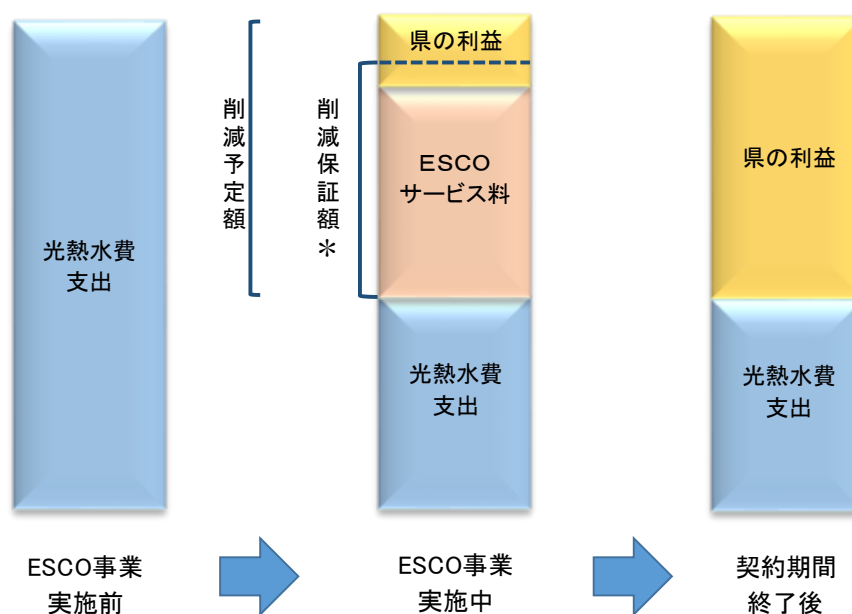 光熱水費
支出
削減予定額
削減保証額＊
県の利益
ESCO
サービス料
光熱水費
支出
県の利益
光熱水費
支出
ESCO事業
実施前
ESCO事業
実施中
契約期間
終了後